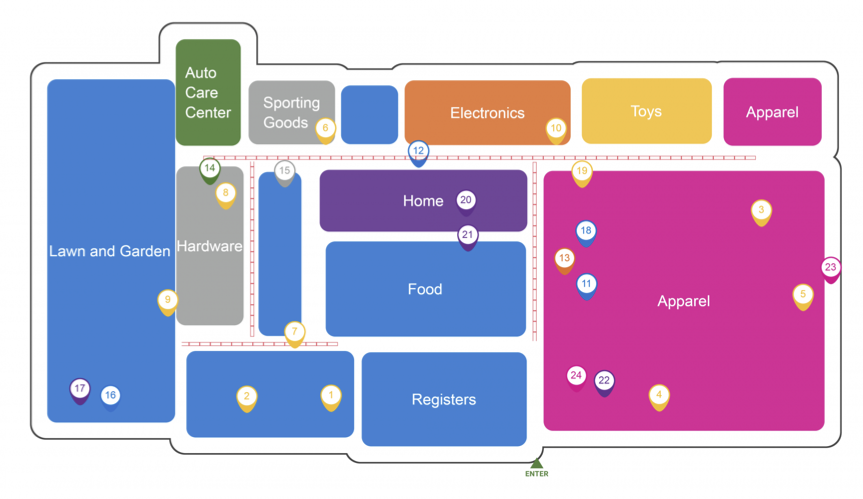 Auto
Care
Center
Sporting
Goods
6
Electronics
10
Toys
Apparel
12
14
15
19
8
Home
20
3
21
18
Hardware
Lawn and Garden
13
23
11
Food
5
9
Apparel
7
24
22
17
16
2
1
4
Registers
ENTER